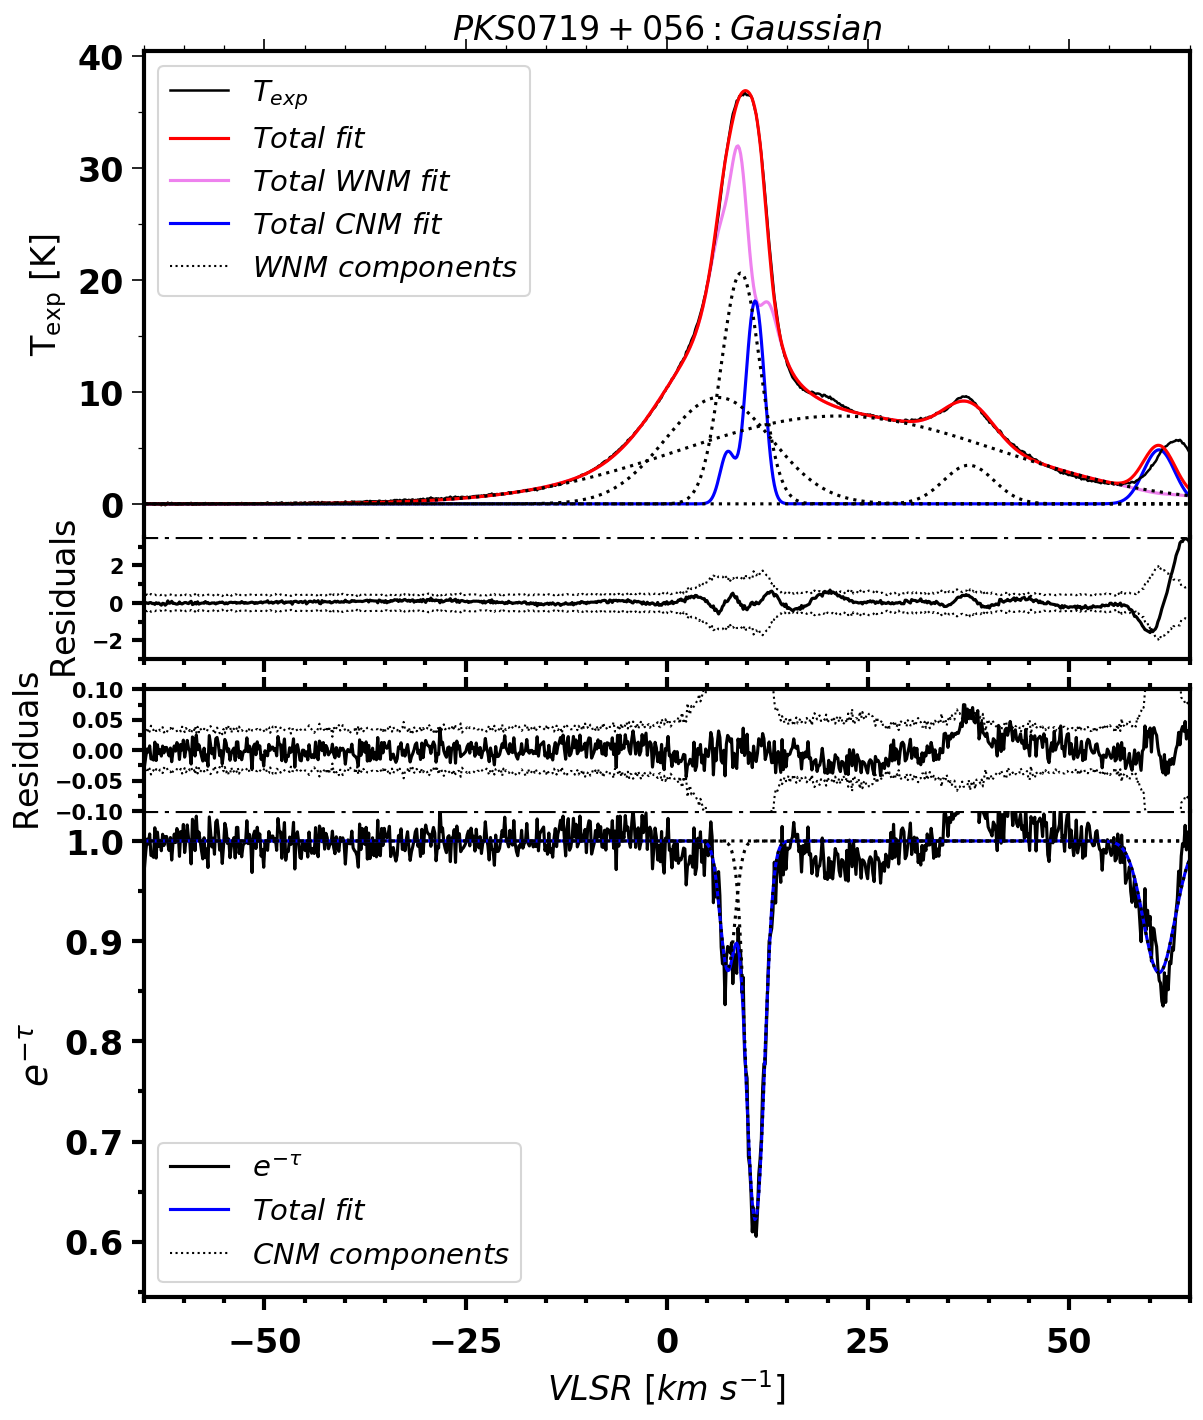 PKS0719 + 056 : Gaussian
40
30
20
10
0
T_exp [K]
T_exp
Total fit
Total WNM fit
Total CNM fit
WNM components
2
0
−2
Residuals
0.10
0.05
0.00
−0.05
−0.10
Residuals
1.0
0.9
0.8
0.7
0.6
e^{−τ}
e^{−τ}
Total fit
CNM components
−50 −25 0 25 50
VLSR [km s^{−1}]